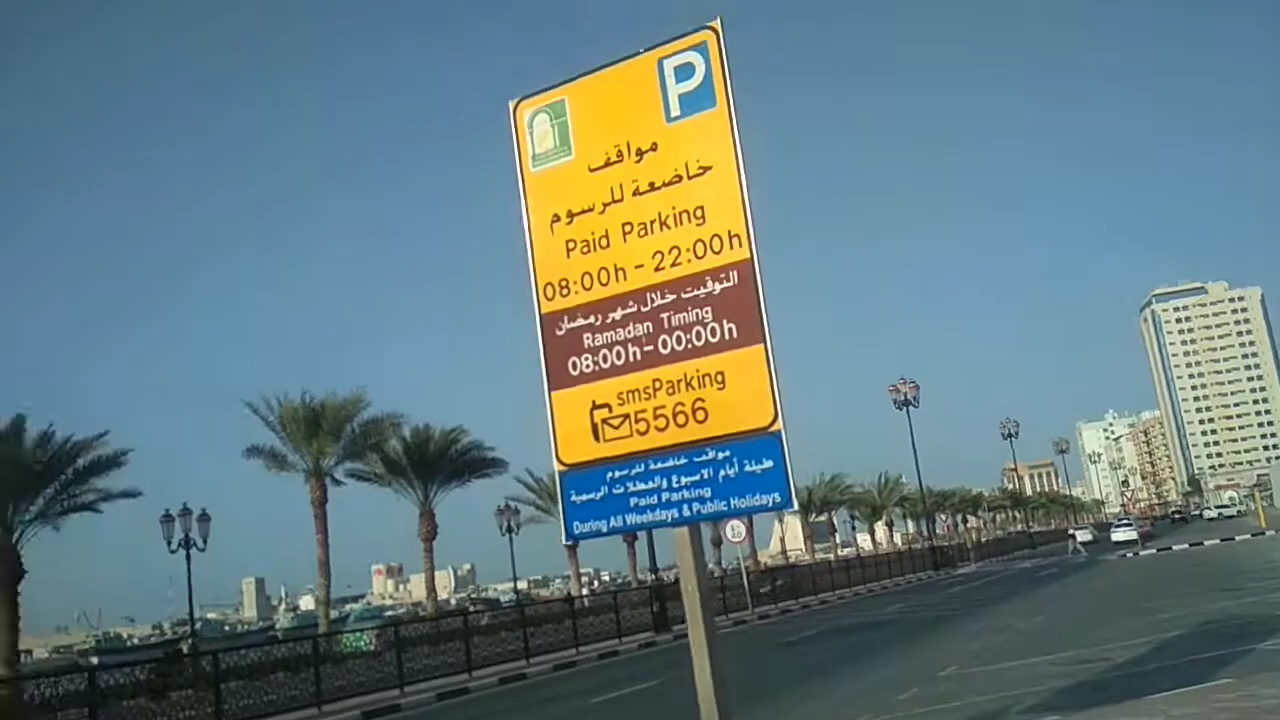 P
مواقف
خاضعة للرسوم
Paid Parking
08:00h - 22:00h
التوقيت خلال شهر رمضان
Ramadan Timing
08:00h - 00:00h
smsParking
5566
مواقف خاضعة للرسوم
طيلة أيام الاسبوع والعطلات الرسمية
Paid Parking
During All Weekdays & Public Holidays